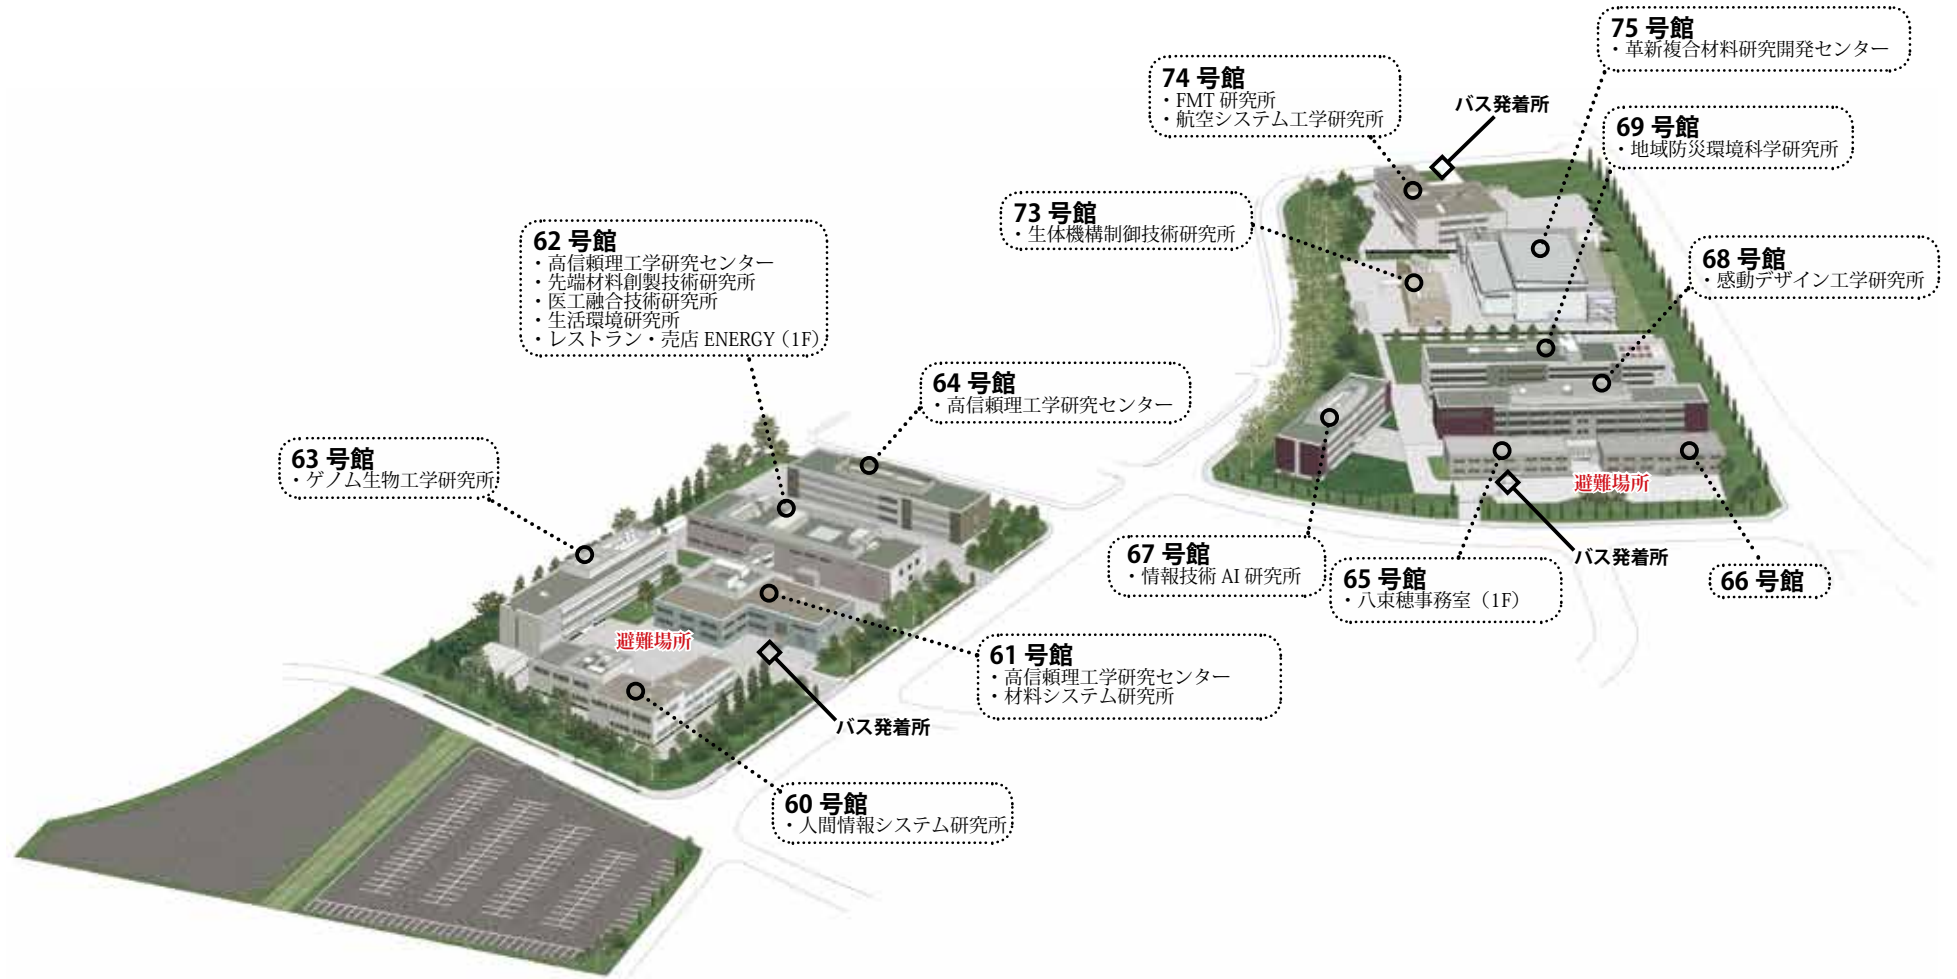 75 号館
・革新複合材料研究開発センター
74 号館
・FMT 研究所
・航空システム工学研究所
バス発着所
69 号館
・地域防災環境科学研究所
73 号館
・生体機構制御技術研究所
68 号館
・感動デザイン工学研究所
62 号館
・高信頼理工学研究センター
・先端材料創製技術研究所
・医工融合技術研究所
・生活環境研究所
・レストラン・売店 ENERGY（1F）
64 号館
・高信頼理工学研究センター
63 号館
・ゲノム生物工学研究所
避難場所
67 号館
・情報技術 AI 研究所
65 号館
・八束穂事務室（1F）
バス発着所
66 号館
避難場所
61 号館
・高信頼理工学研究センター
・材料システム研究所
バス発着所
60 号館
・人間情報システム研究所